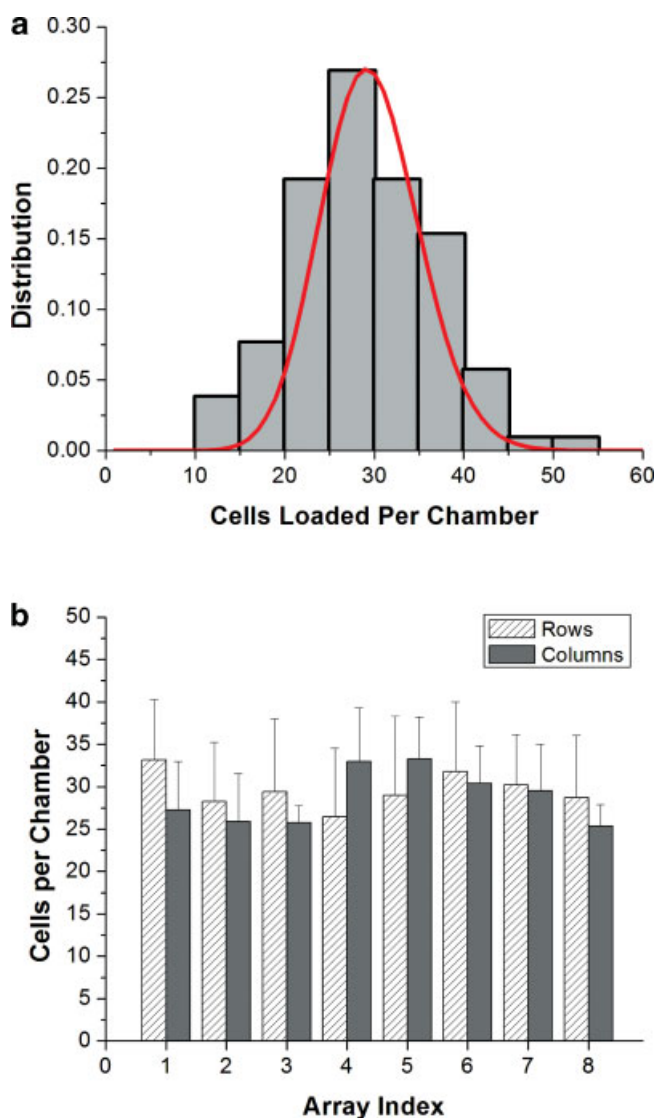 a
0.30
0.25
0.20
0.15
0.10
0.05
0.00
Distribution
0 10 20 30 40 50 60
Cells Loaded Per Chamber
b
50
45
40
35
30
25
20
15
10
5
0
Cells per Chamber
Rows
Columns
0 1 2 3 4 5 6 7 8
Array Index